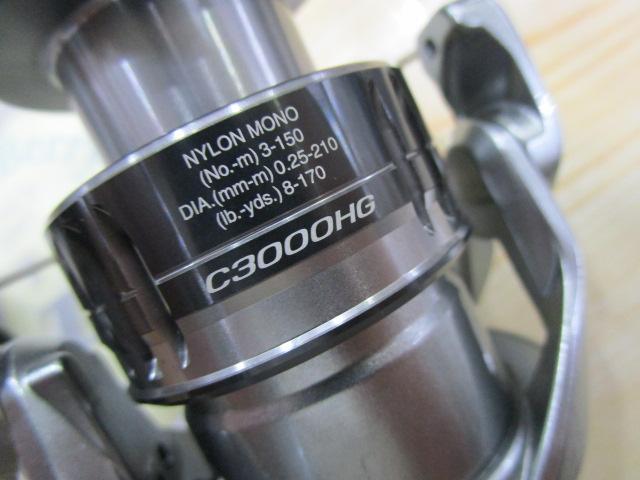 NYLON MONO
(No.-m) 3-150
DIA.(mm-m) 0.25-210
(lb.-yds.) 8-170
C3000HG